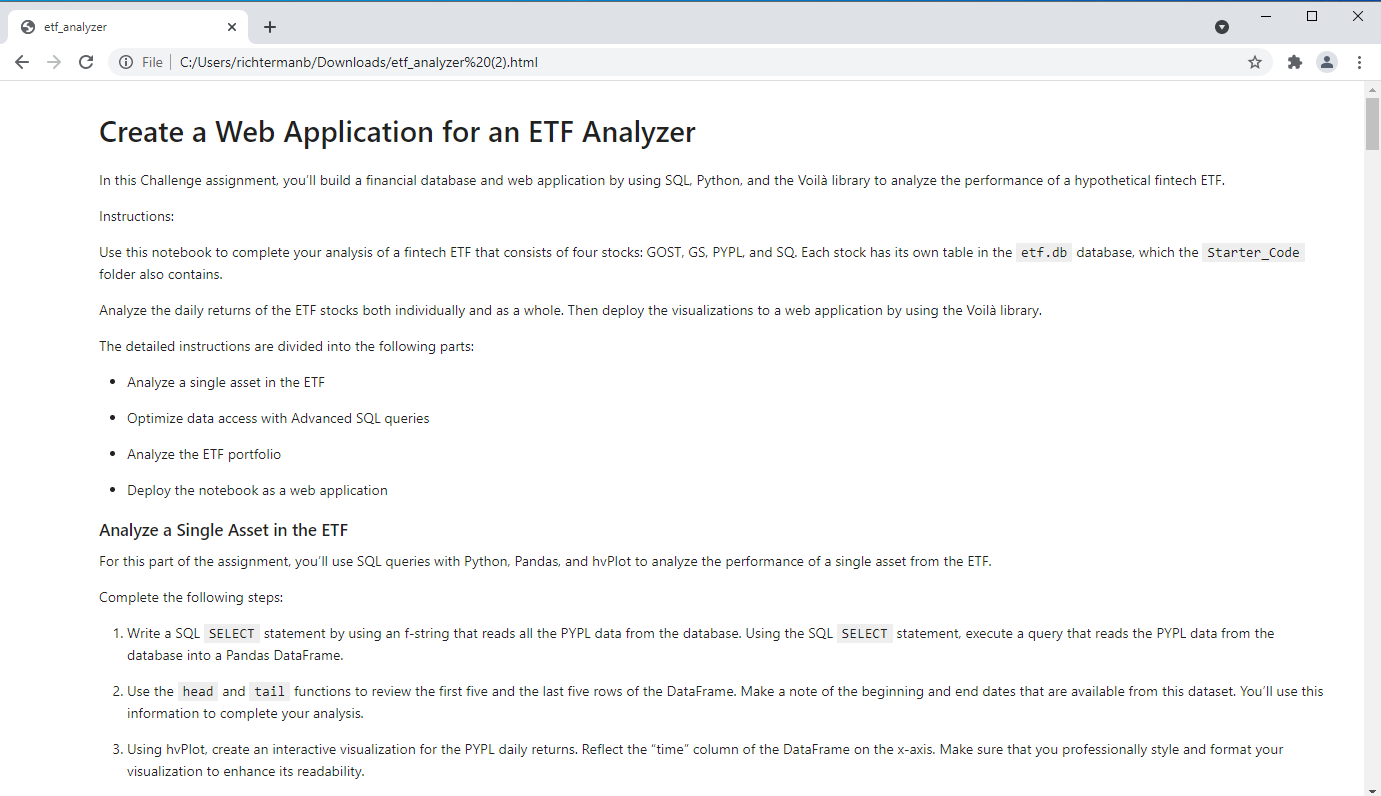 etf_analyzer
File
C:/Users/richtermanb/Downloads/etf_analyzer%20(2).html
Create a Web Application for an ETF Analyzer
In this Challenge assignment, you'll build a financial database and web application by using SQL, Python, and the Voilà library to analyze the performance of a hypothetical fintech ETF.
Instructions:
Use this notebook to complete your analysis of a fintech ETF that consists of four stocks: GOST, GS, PYPL, and SQ. Each stock has its own table in the etf.db database, which the Starter_Code
folder also contains.
Analyze the daily returns of the ETF stocks both individually and as a whole. Then deploy the visualizations to a web application by using the Voilà library.
The detailed instructions are divided into the following parts:
• Analyze a single asset in the ETF
• Optimize data access with Advanced SQL queries
• Analyze the ETF portfolio
• Deploy the notebook as a web application
Analyze a Single Asset in the ETF
For this part of the assignment, you'll use SQL queries with Python, Pandas, and hvPlot to analyze the performance of a single asset from the ETF.
Complete the following steps:
1. Write a SQL SELECT statement by using an f-string that reads all the PYPL data from the database. Using the SQL SELECT statement, execute a query that reads the PYPL data from the
database into a Pandas DataFrame.
2. Use the head and tail functions to review the first five and the last five rows of the DataFrame. Make a note of the beginning and end dates that are available from this dataset. You'll use this
information to complete your analysis.
3. Using hvPlot, create an interactive visualization for the PYPL daily returns. Reflect the “time” column of the DataFrame on the x-axis. Make sure that you professionally style and format your
visualization to enhance its readability.